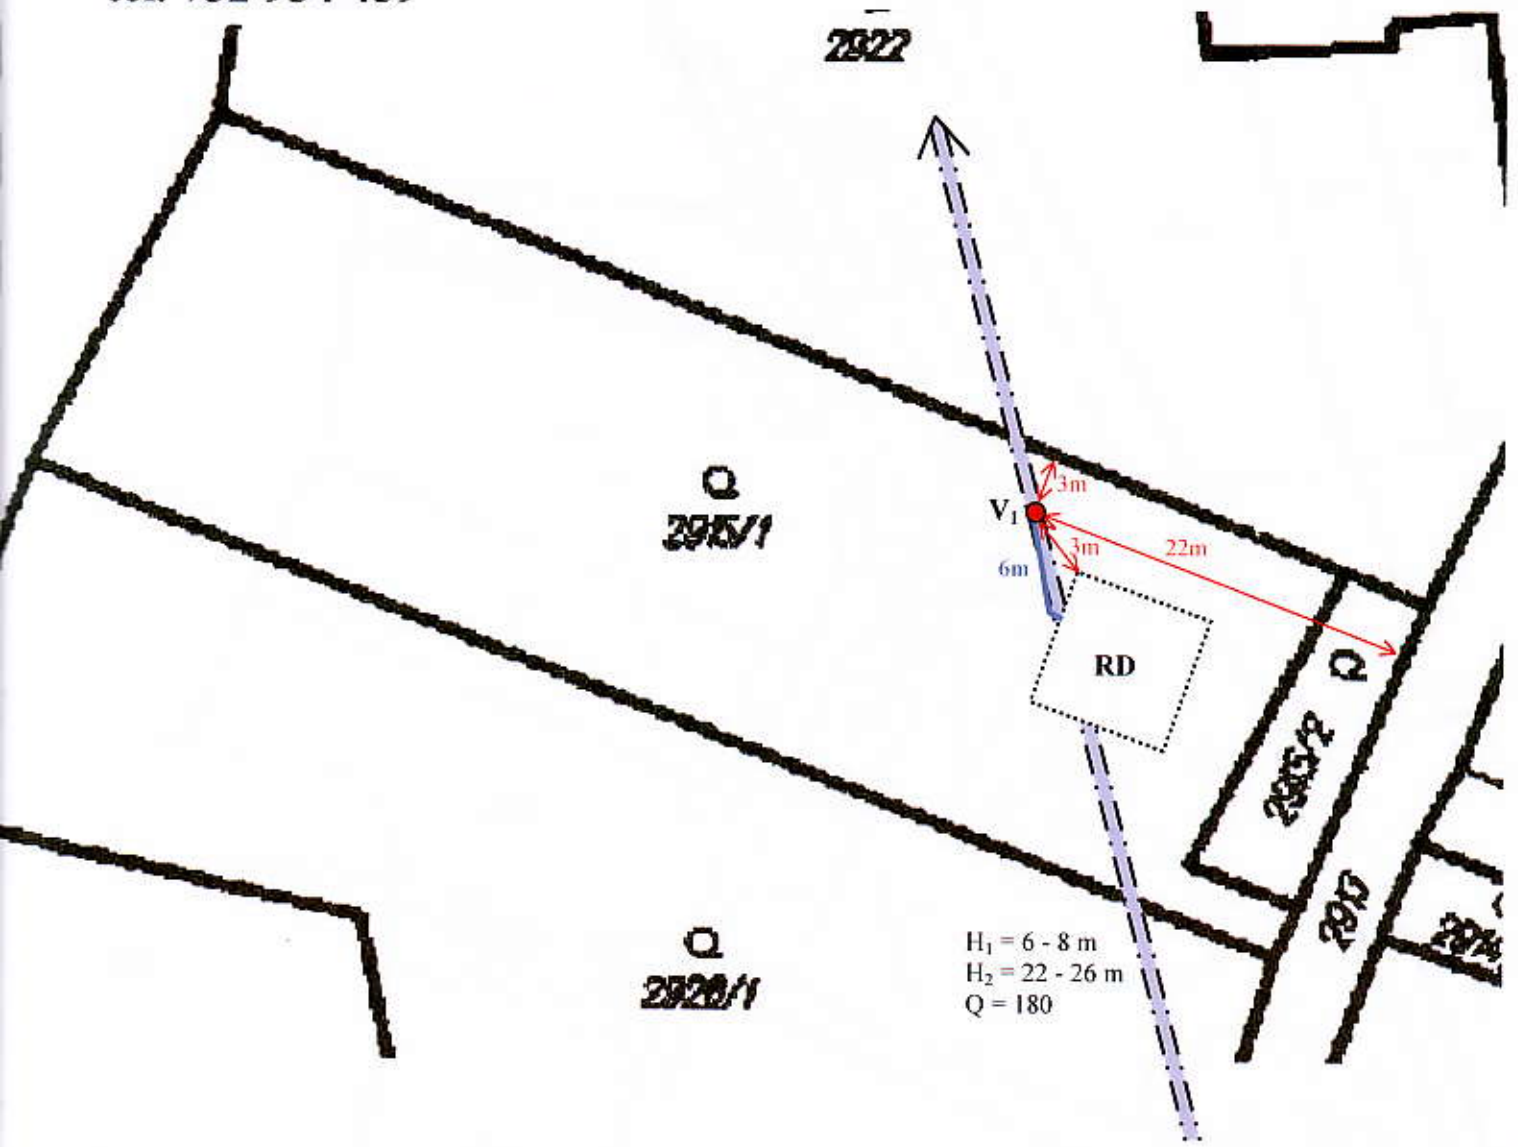 2922
3m
V₁
3m
22m
6m
2915/1
RD
2915/2
2913
2926/1
H₁ = 6 - 8 m
H₂ = 22 - 26 m
Q = 180